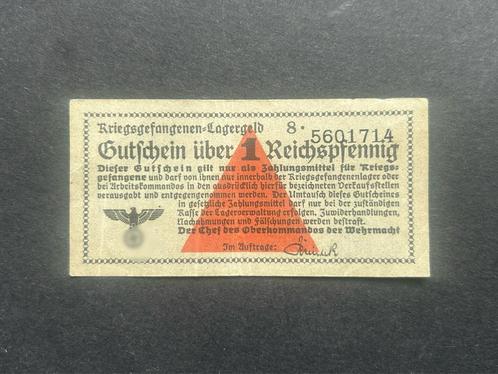 Kriegsgefangenen-Lagergeld 8·5601714
Gutschein über 1 Reichspfennig
Dieser Gutschein gilt nur als Zahlungsmittel für Kriegs-
gefangene und darf von ihnen nur innerhalb der Kriegsgefangenenlager oder
bei Arbeitskommandos in den ausdrücklich hierfür bezeichneten Verkaufsstellen
verausgabt und entgegengenommen werden. Der Umtausch dieses Gutscheines
in gesetzliche Zahlungsmittel darf nur bei der zuständigen
Kasse der Lagerverwaltung erfolgen. Zuwiderhandlungen,
Nachahmungen und Fälschungen werden bestraft.
Der Chef des Oberkommandos der Wehrmacht
Im Auftrage: